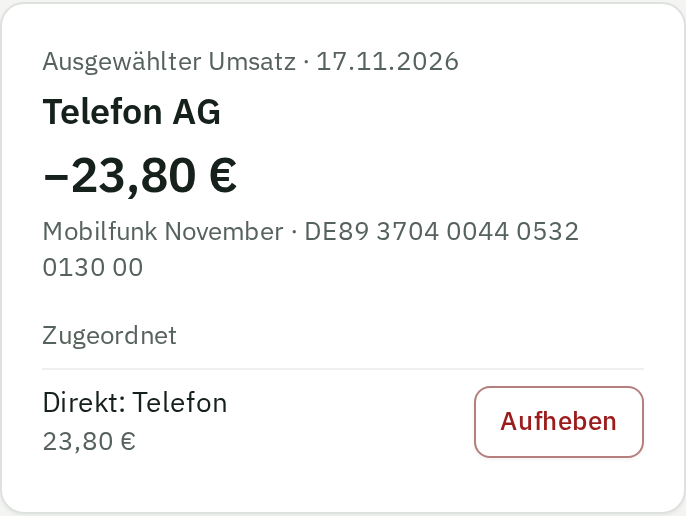 Ausgewählter Umsatz · 17.11.2026
Telefon AG
−23,80 €
Mobilfunk November · DE89 3704 0044 0532
0130 00
Zugeordnet
Direkt: Telefon
23,80 €
Aufheben